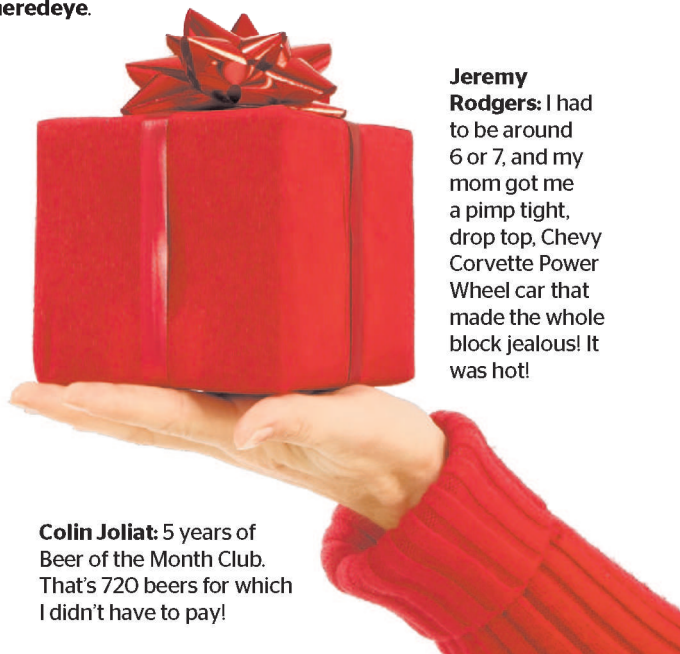 eredeye.
Jeremy
Rodgers: I had
to be around
6 or 7, and my
mom got me
a pimp tight,
drop top, Chevy
Corvette Power
Wheel car that
made the whole
block jealous! It
was hot!
Colin Joliat: 5 years of
Beer of the Month Club.
That's 720 beers for which
I didn't have to pay!